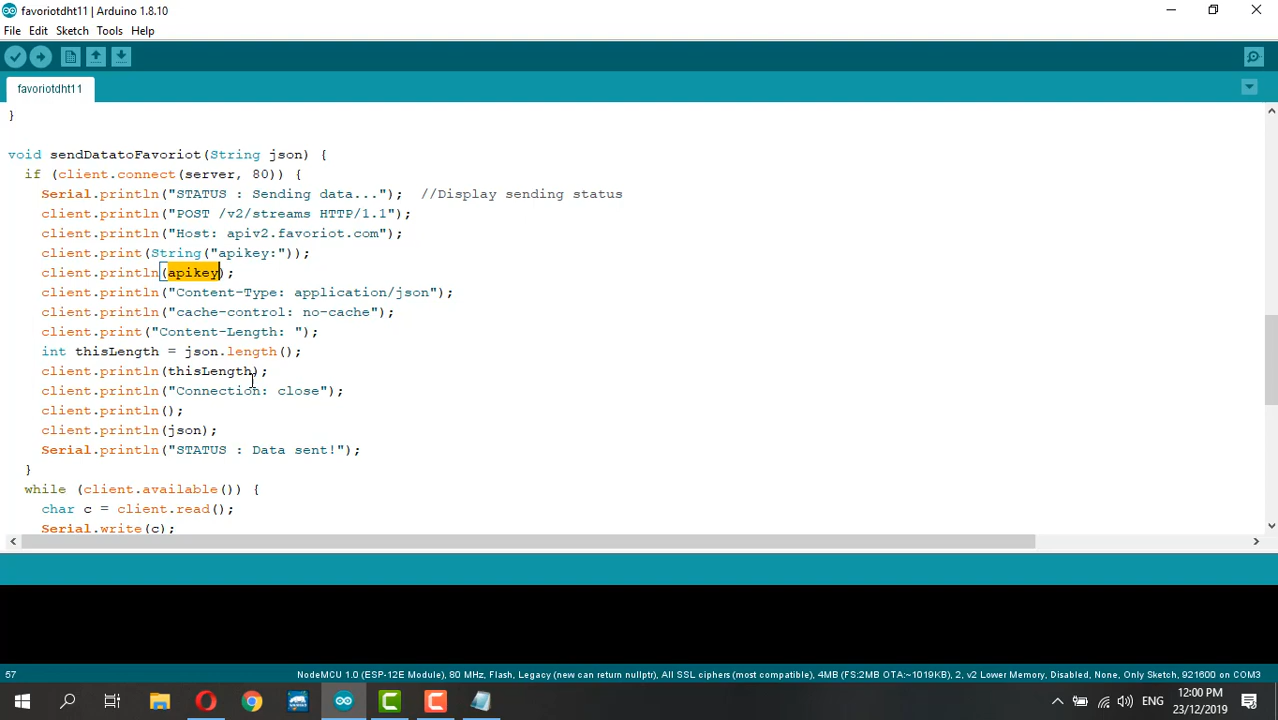 favoriotdht11 | Arduino 1.8.10
File Edit Sketch Tools Help
favoriotdht11
}
void sendDatatoFavoriot(String json) {
if (client.connect(server, 80)) {
Serial.println("STATUS : Sending data..."); //Display sending status
client.println("POST /v2/streams HTTP/1.1");
client.println("Host: apiv2.favoriot.com");
client.print(String("apikey:"));
client.println(apikey);
client.println("Content-Type: application/json");
client.println("cache-control: no-cache");
client.print("Content-Length: ");
int thisLength = json.length();
client.println(thisLength);
client.println("Connection: close");
client.println();
client.println(json);
Serial.println("STATUS : Data sent!");
}
while (client.available()) {
char c = client.read();
Serial.write(c);
57 NodeMCU 1.0 (ESP-12E Module), 80 MHz, Flash, Legacy (new can return nullptr), All SSL ciphers (most compatible), 4MB (FS:2MB OTA:~1019KB), 2, v2 Lower Memory, Disabled, None, Only Sketch, 921600 on COM3
ENG
12:00 PM
23/12/2019